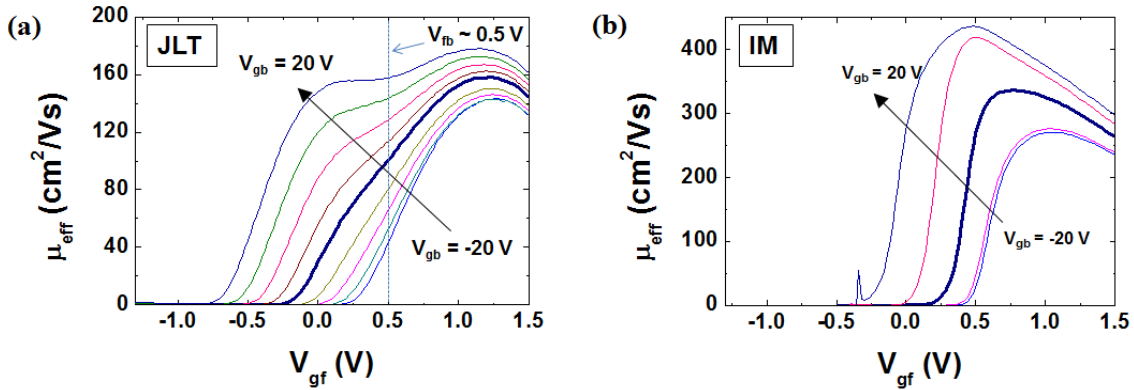 (a)
JLT
V_fb ~ 0.5 V
V_gb = 20 V
V_gb = -20 V
200
160
120
80
40
0
μ_eff (cm²/Vs)
-1.0 -0.5 0.0 0.5 1.0 1.5
V_gf (V)
(b)
IM
V_gb = 20 V
V_gb = -20 V
400
300
200
100
0
μ_eff (cm²/Vs)
-1.0 -0.5 0.0 0.5 1.0 1.5
V_gf (V)